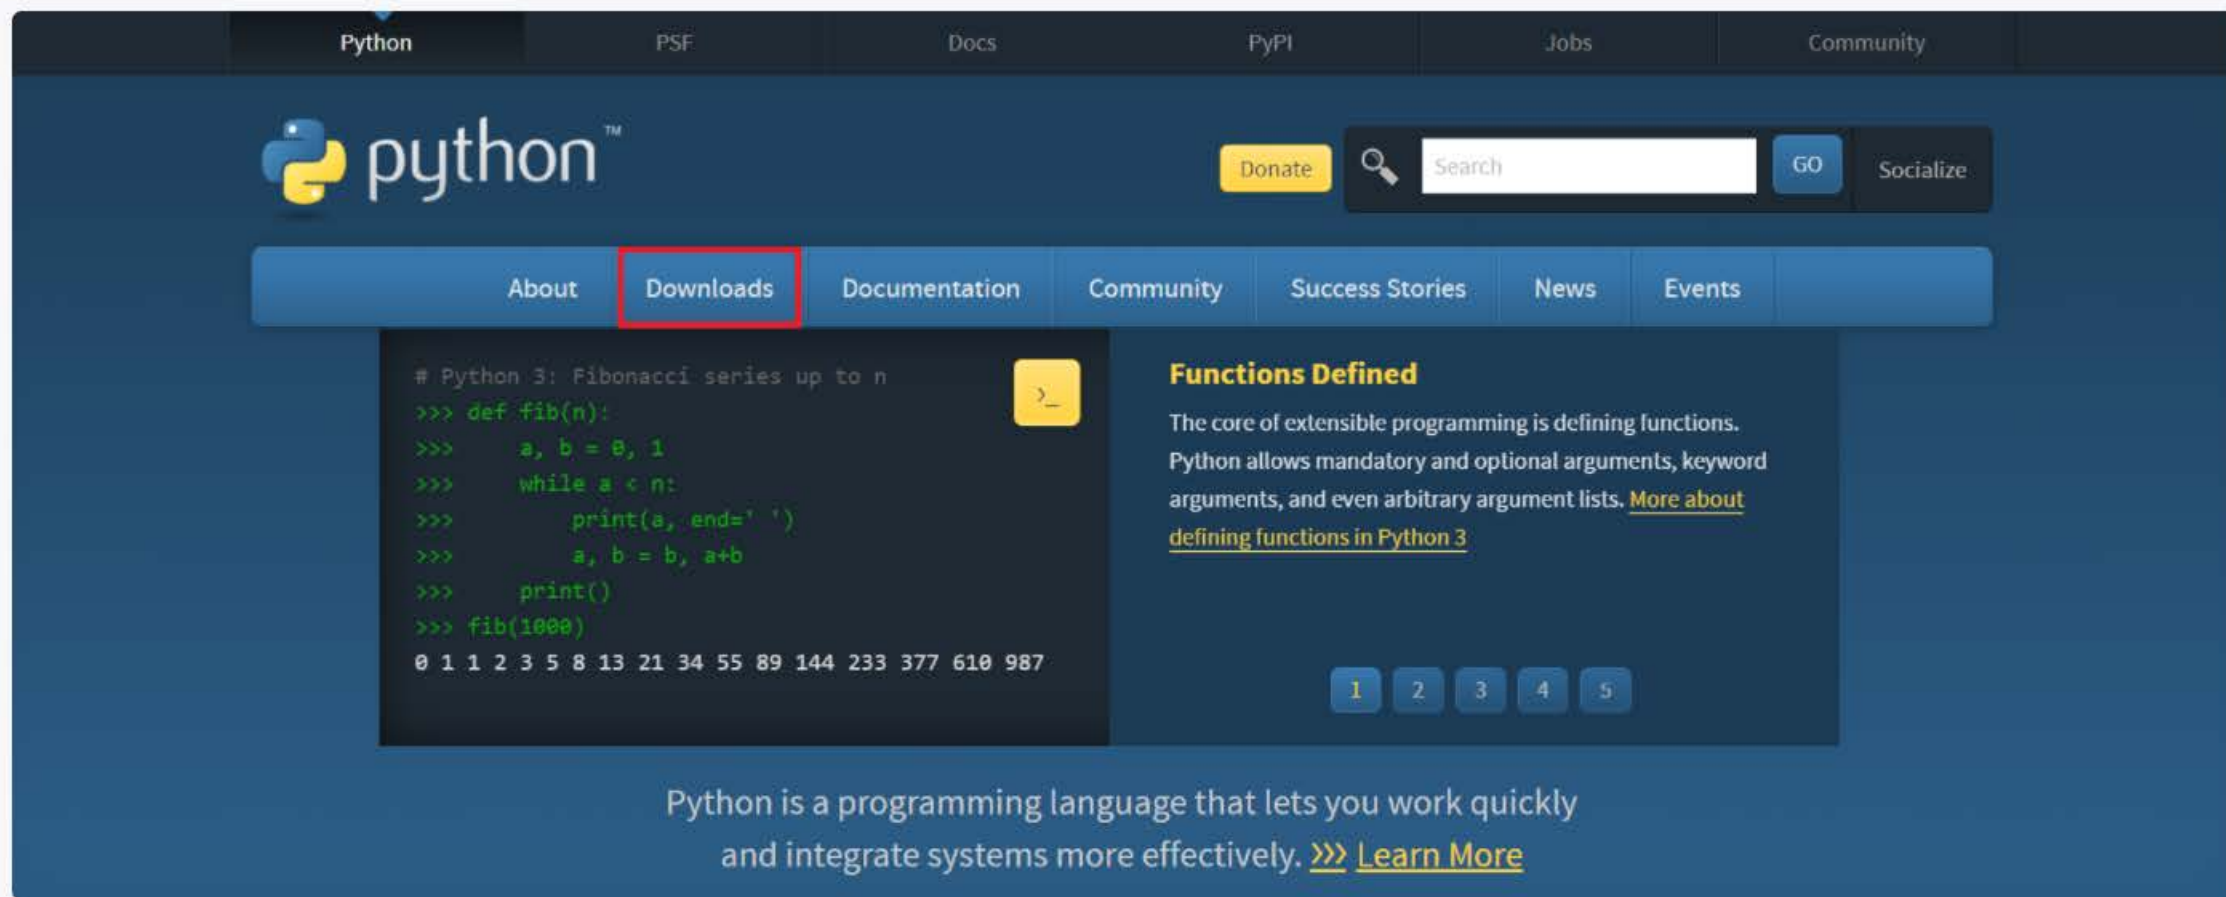 Python PSF Docs PyPI Jobs Community
python™
Donate Search GO Socialize
About Downloads Documentation Community Success Stories News Events
# Python 3: Fibonacci series up to n
>>> def fib(n):
>>>     a, b = 0, 1
>>>     while a < n:
>>>         print(a, end=' ')
>>>         a, b = b, a+b
>>>     print()
>>> fib(1000)
0 1 1 2 3 5 8 13 21 34 55 89 144 233 377 610 987
>_
Functions Defined
The core of extensible programming is defining functions.
Python allows mandatory and optional arguments, keyword
arguments, and even arbitrary argument lists. More about
defining functions in Python 3
1 2 3 4 5
Python is a programming language that lets you work quickly
and integrate systems more effectively. >>> Learn More